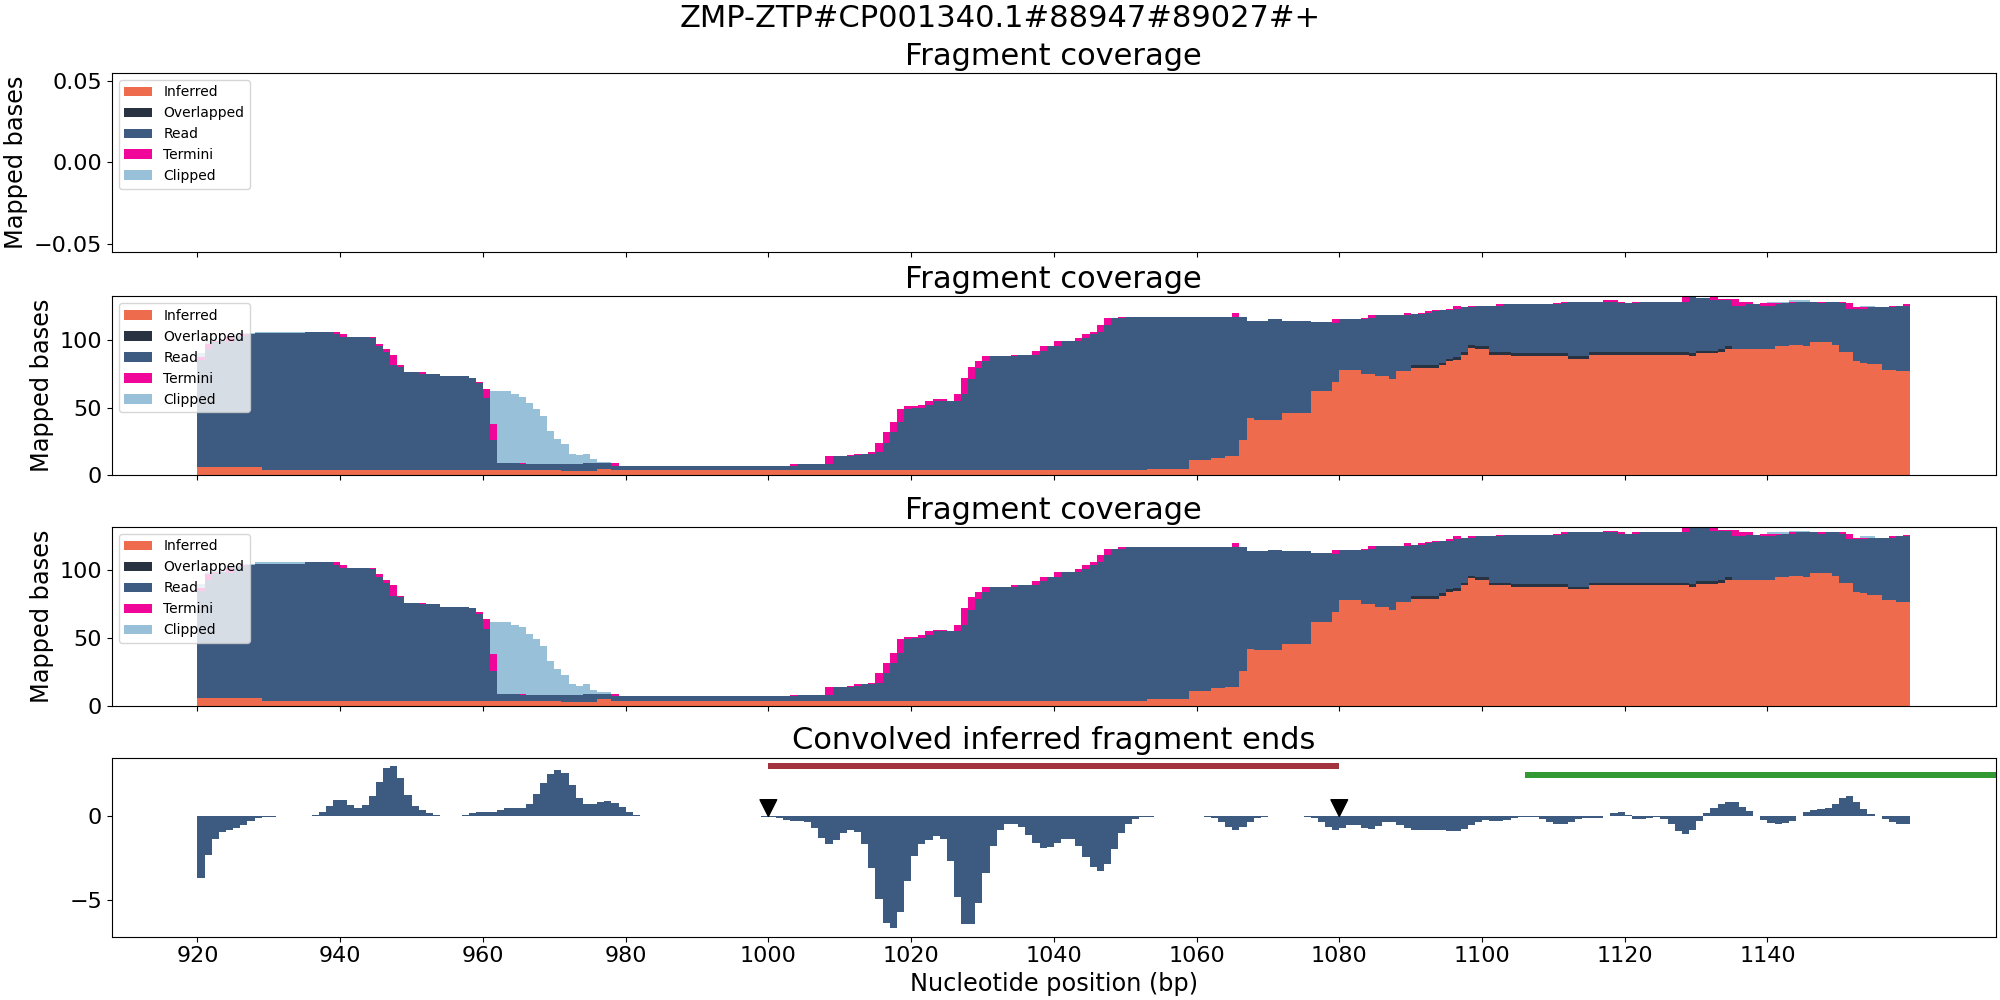 ZMP-ZTP#CP001340.1#88947#89027#+
Fragment coverage
Mapped bases
0.05
0.00
−0.05
Inferred
Overlapped
Read
Termini
Clipped
Fragment coverage
Mapped bases
100
50
0
Inferred
Overlapped
Read
Termini
Clipped
Fragment coverage
Mapped bases
100
50
0
Inferred
Overlapped
Read
Termini
Clipped
Convolved inferred fragment ends
0
−5
920 940 960 980 1000 1020 1040 1060 1080 1100 1120 1140
Nucleotide position (bp)